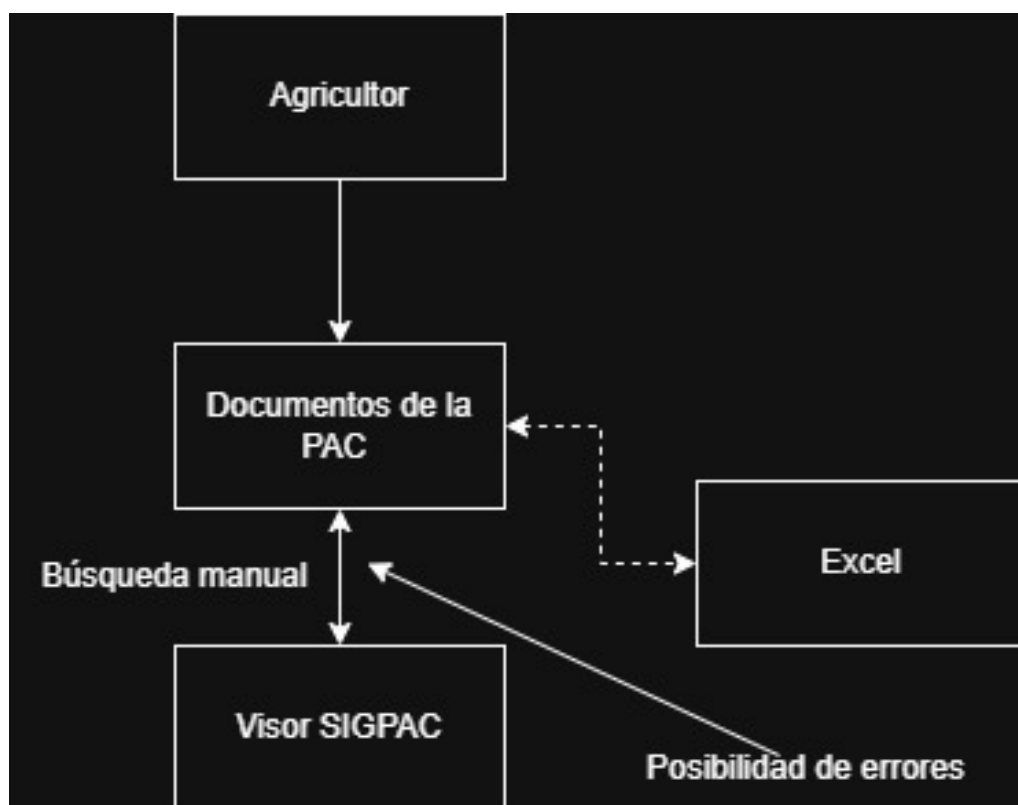 Agricultor
Documentos de la
PAC
Excel
Búsqueda manual
Visor SIGPAC
Posibilidad de errores